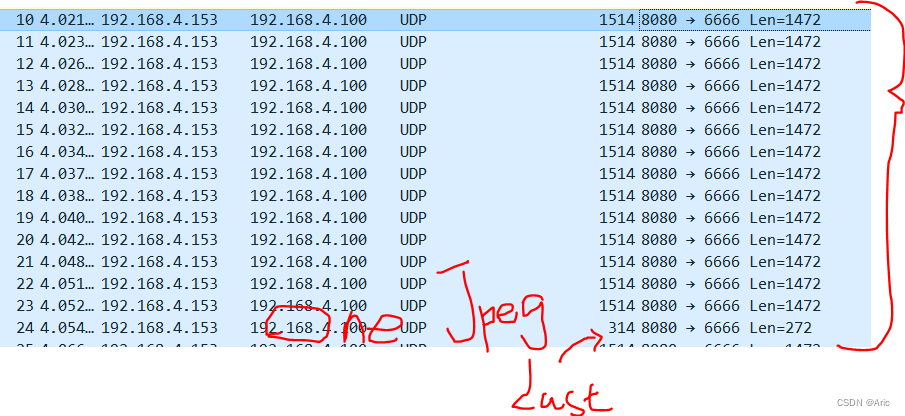 10 4.021… 192.168.4.153 192.168.4.100 UDP 1514 8080 → 6666 Len=1472
11 4.023… 192.168.4.153 192.168.4.100 UDP 1514 8080 → 6666 Len=1472
12 4.026… 192.168.4.153 192.168.4.100 UDP 1514 8080 → 6666 Len=1472
13 4.028… 192.168.4.153 192.168.4.100 UDP 1514 8080 → 6666 Len=1472
14 4.030… 192.168.4.153 192.168.4.100 UDP 1514 8080 → 6666 Len=1472
15 4.032… 192.168.4.153 192.168.4.100 UDP 1514 8080 → 6666 Len=1472
16 4.034… 192.168.4.153 192.168.4.100 UDP 1514 8080 → 6666 Len=1472
17 4.037… 192.168.4.153 192.168.4.100 UDP 1514 8080 → 6666 Len=1472
18 4.038… 192.168.4.153 192.168.4.100 UDP 1514 8080 → 6666 Len=1472
19 4.040… 192.168.4.153 192.168.4.100 UDP 1514 8080 → 6666 Len=1472
20 4.042… 192.168.4.153 192.168.4.100 UDP 1514 8080 → 6666 Len=1472
21 4.048… 192.168.4.153 192.168.4.100 UDP 1514 8080 → 6666 Len=1472
22 4.051… 192.168.4.153 192.168.4.100 UDP 1514 8080 → 6666 Len=1472
23 4.052… 192.168.4.153 192.168.4.100 UDP 1514 8080 → 6666 Len=1472
24 4.054… 192.168.4.153 192.168.4.100 UDP 314 8080 → 6666 Len=272
one Jpeg
Last
CSDN @Aric